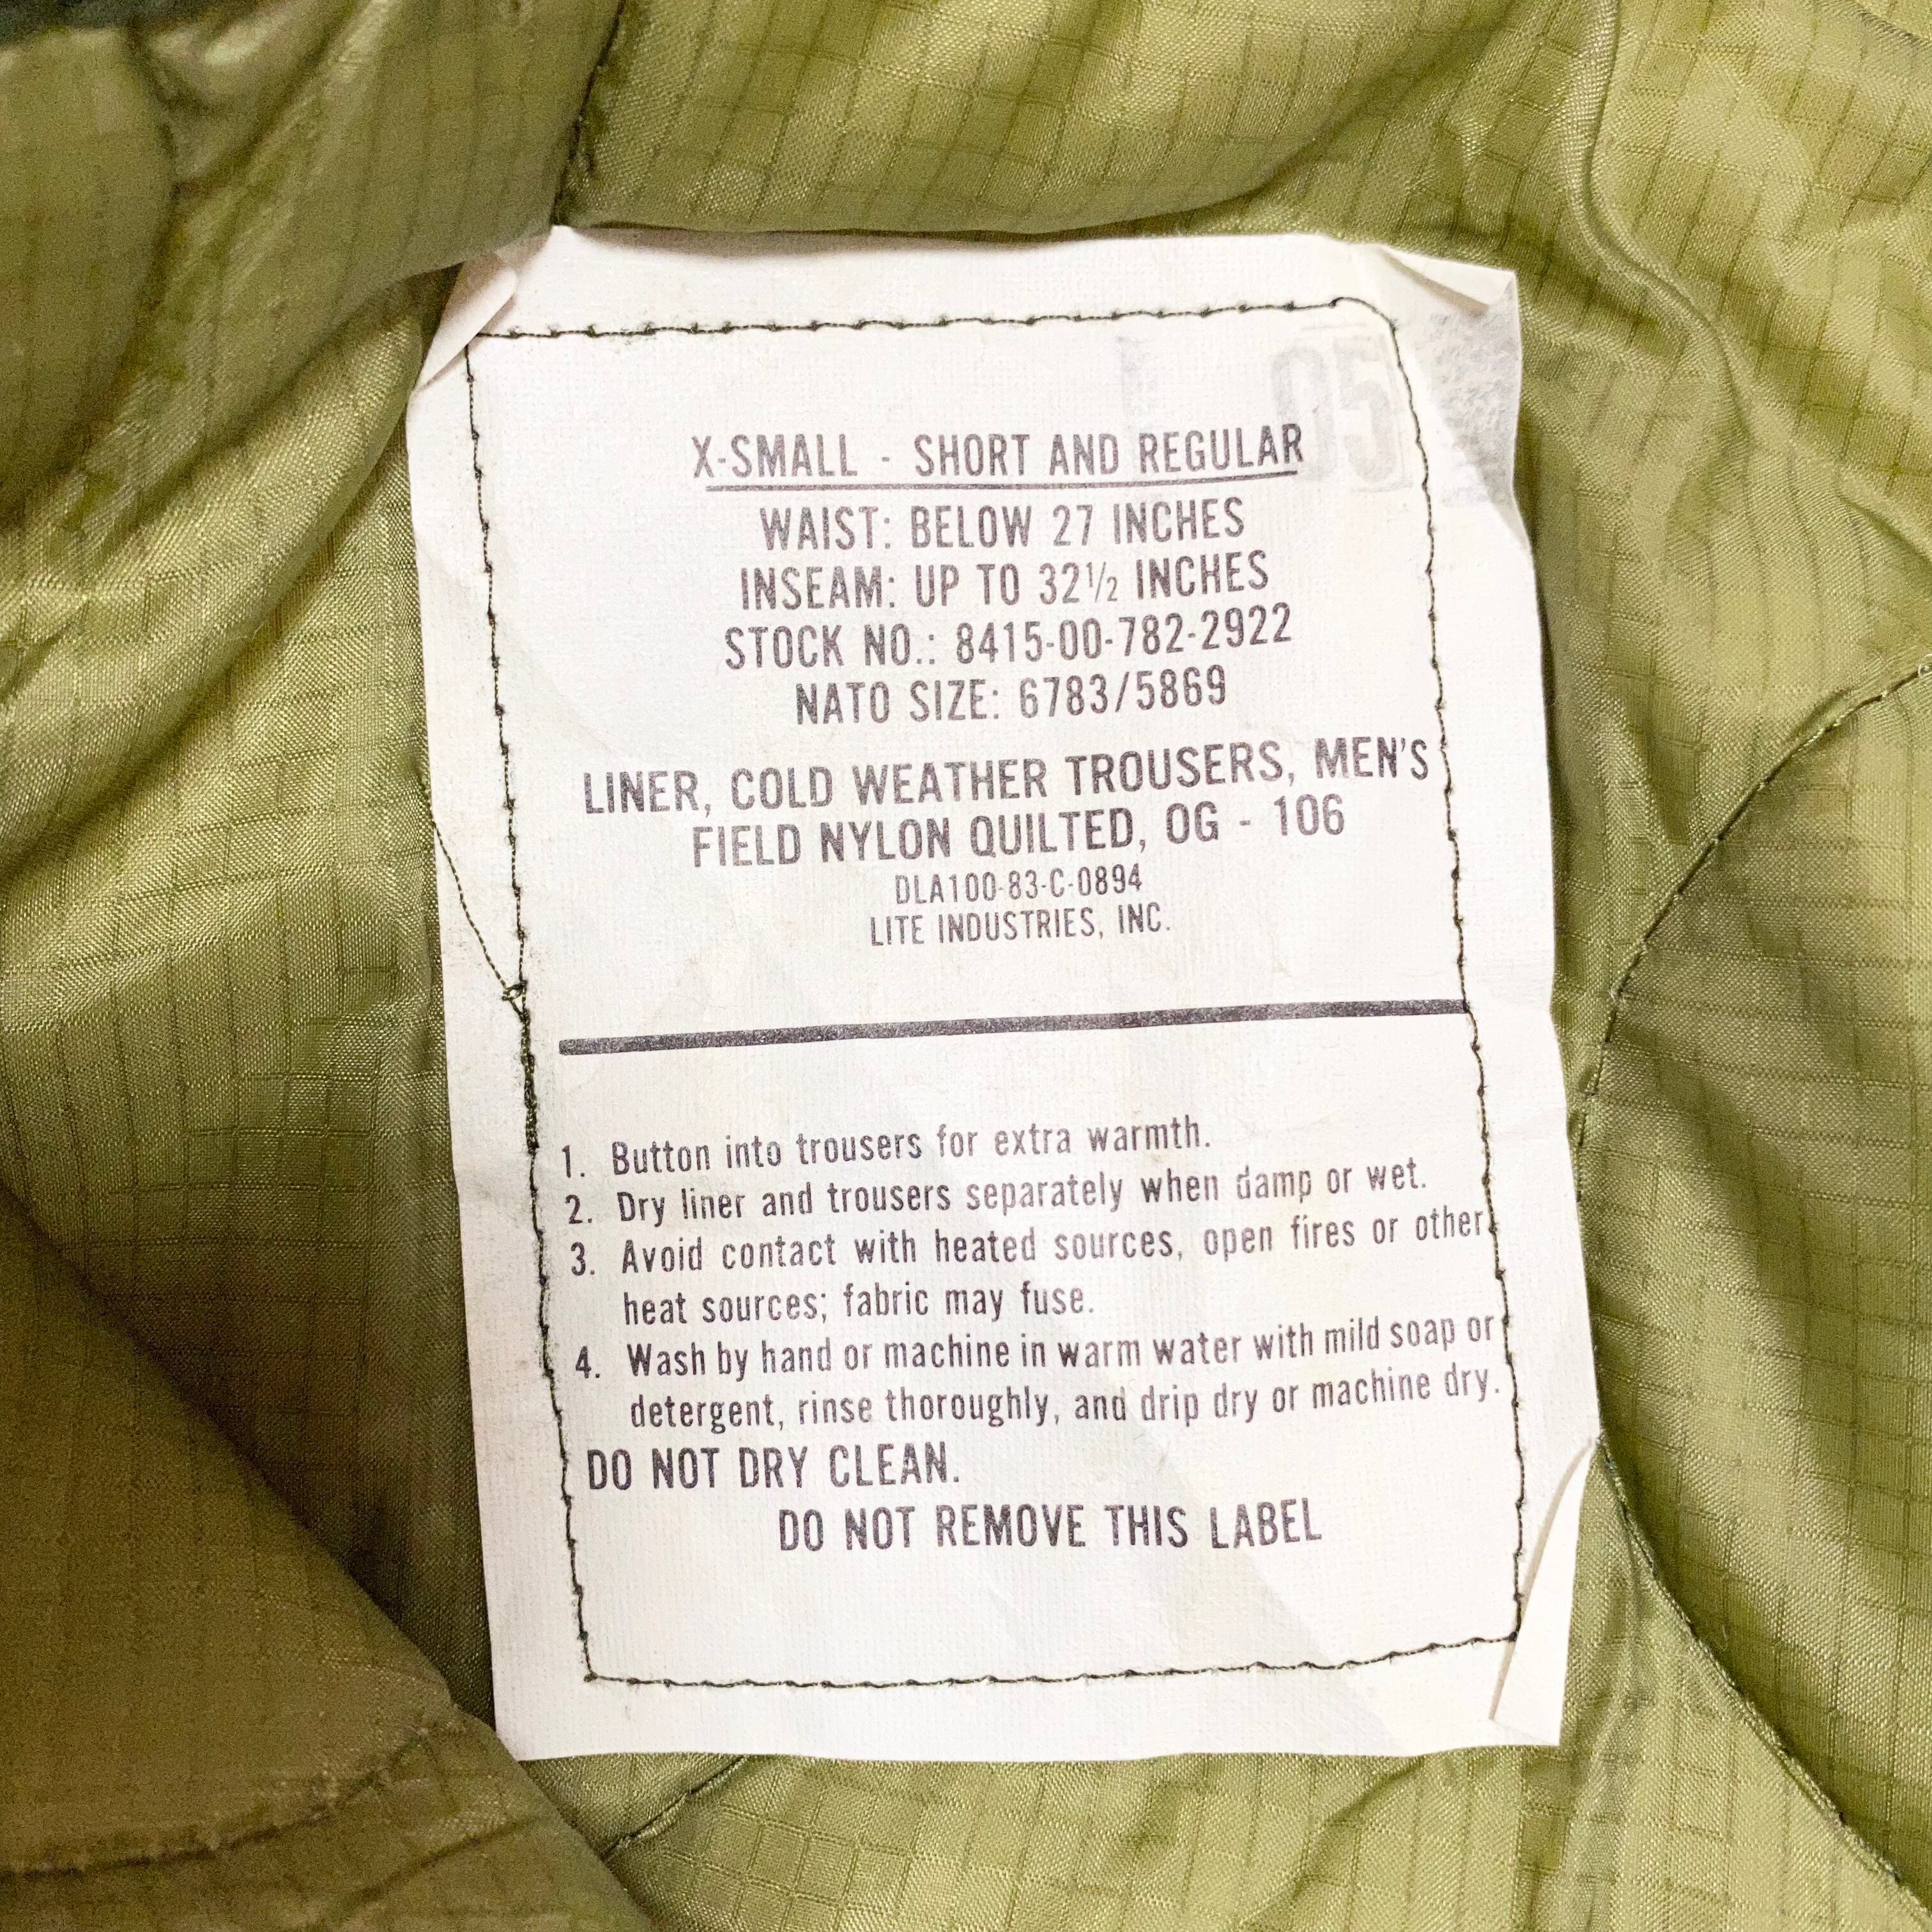 05
X-SMALL - SHORT AND REGULAR
WAIST: BELOW 27 INCHES
INSEAM: UP TO 32 1/2 INCHES
STOCK NO.: 8415-00-782-2922
NATO SIZE: 6783/5869
LINER, COLD WEATHER TROUSERS, MEN'S
FIELD NYLON QUILTED, OG - 106
DLA100-83-C-0894
LITE INDUSTRIES, INC.
1. Button into trousers for extra warmth.
2. Dry liner and trousers separately when damp or wet.
3. Avoid contact with heated sources, open fires or other
heat sources; fabric may fuse.
4. Wash by hand or machine in warm water with mild soap or
detergent, rinse thoroughly, and drip dry or machine dry.
DO NOT DRY CLEAN.
DO NOT REMOVE THIS LABEL